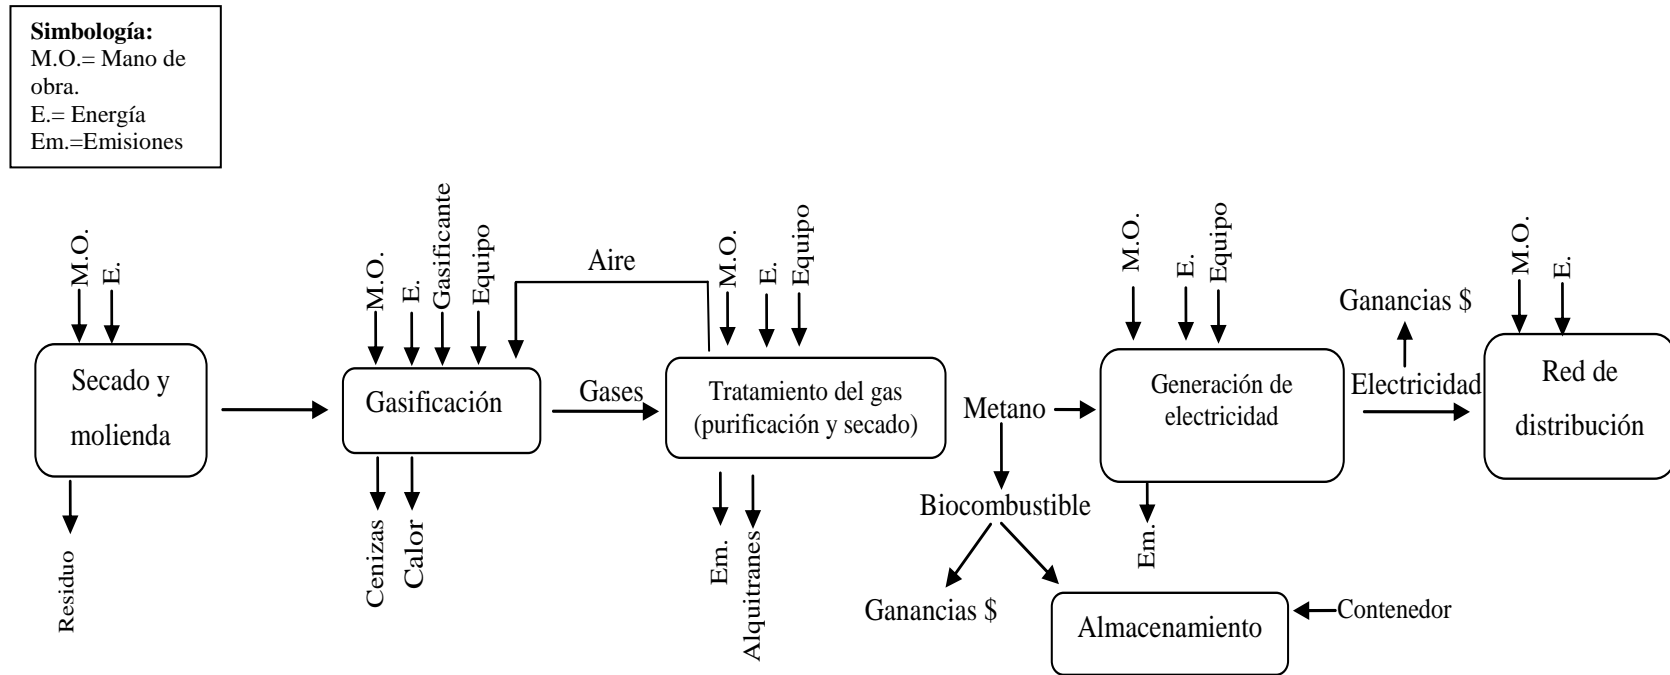 Simbología:
M.O.= Mano de
obra.
E.= Energía
Em.=Emisiones
M.O.
E.
Secado y
molienda
Residuo
M.O.
E.
Gasificante
Equipo
Aire
Gasificación
Cenizas
Calor
Gases
M.O.
E.
Equipo
Tratamiento del gas
(purificación y secado)
Em.
Alquitranes
Metano
Biocombustible
Ganancias $
Almacenamiento
Contenedor
M.O.
E.
Equipo
Generación de
electricidad
Em.
Ganancias $
Electricidad
M.O.
E.
Red de
distribución